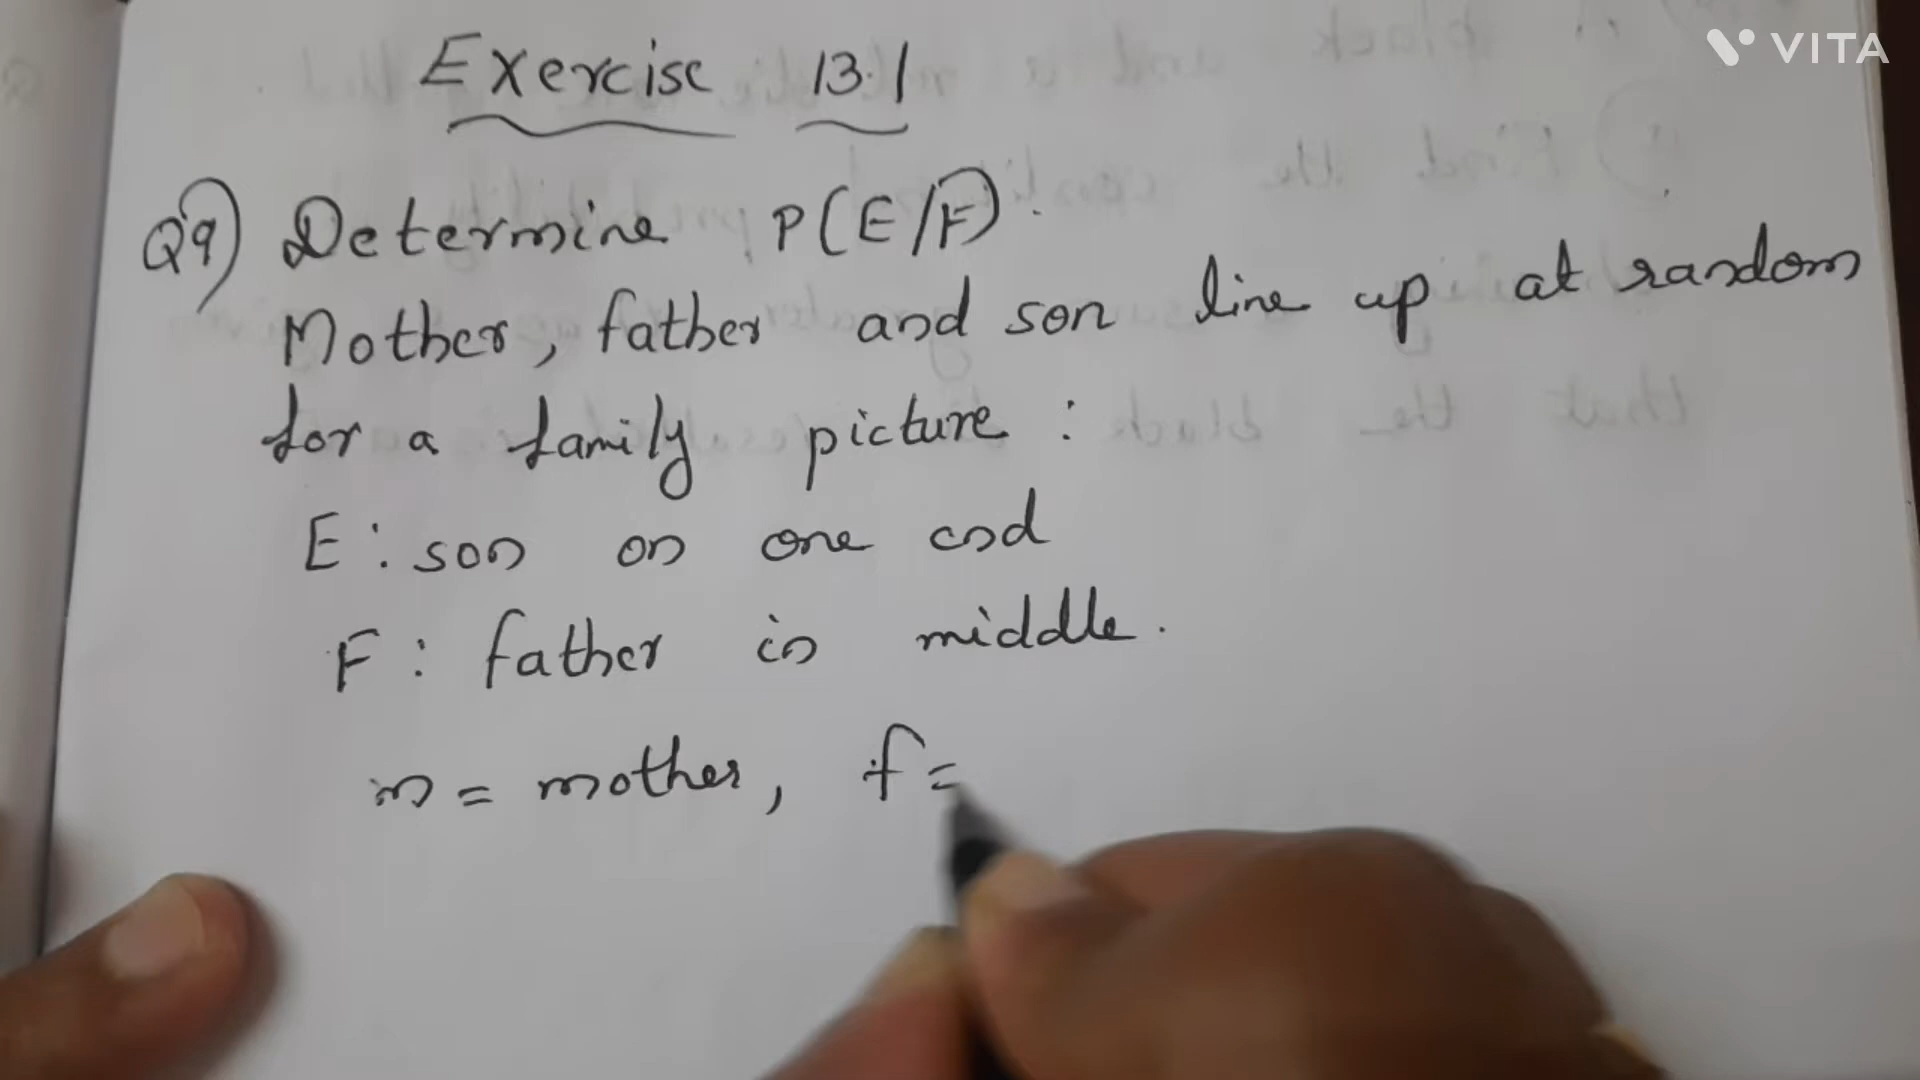 VITA
Exercise 13.1
Q9) Determine P(E/F).
Mother, father and son line up at random
for a family picture :
E : son on one end
F : father in middle.
m = mother, f =